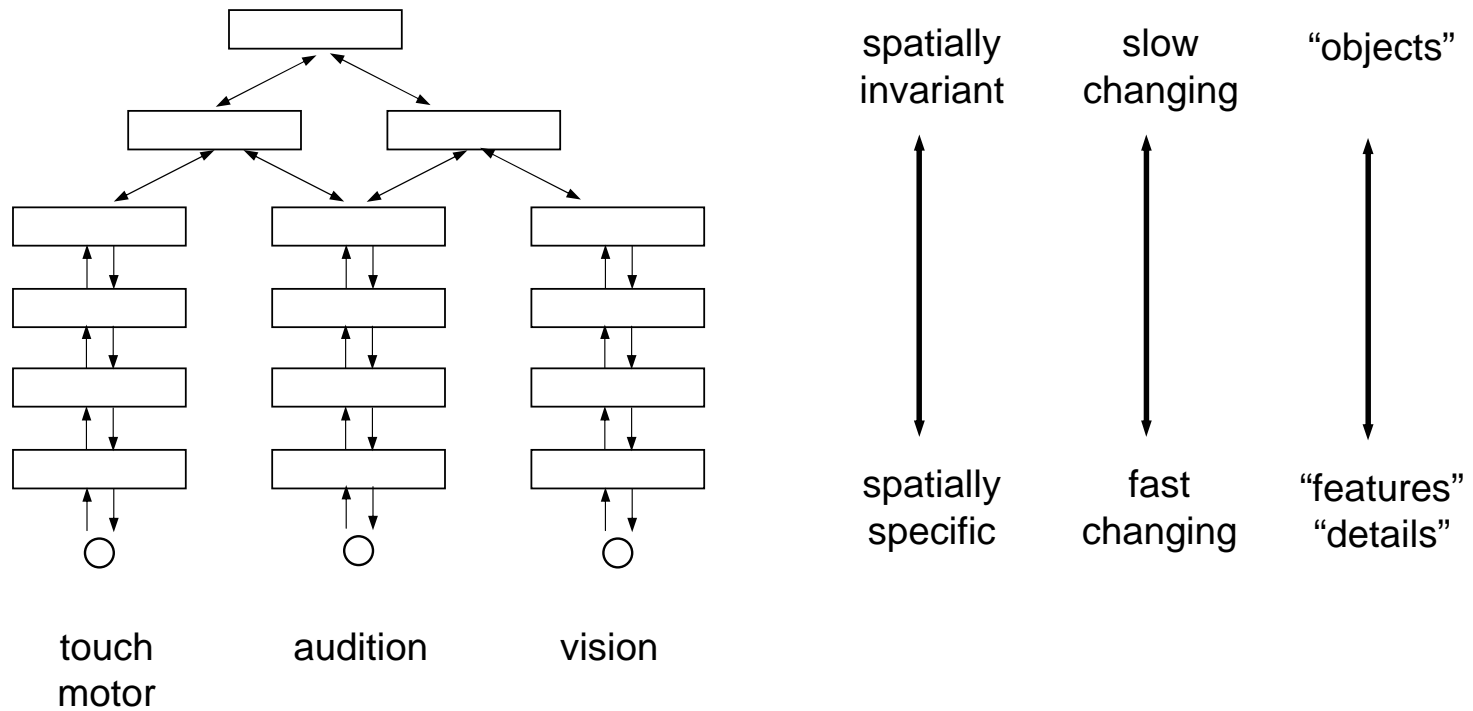 spatially
invariant
slow
changing
“objects”
spatially
specific
fast
changing
“features”
“details”
touch
motor
audition
vision